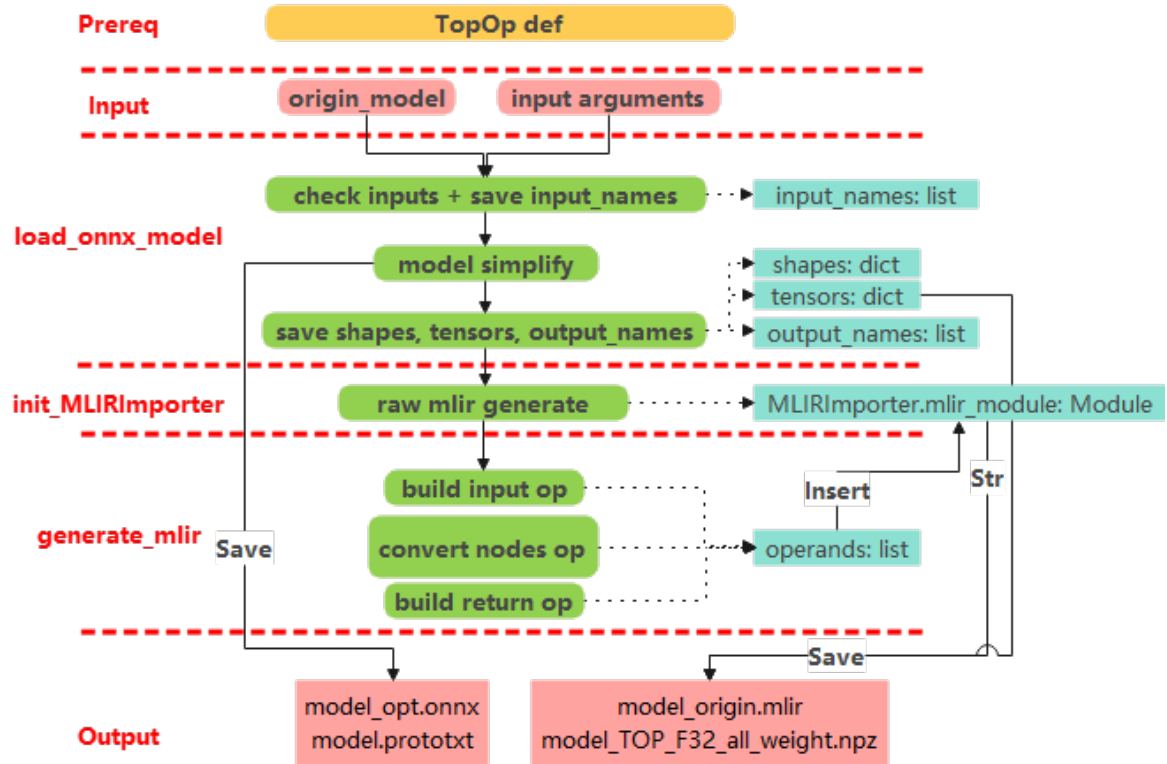 Prereq
TopOp def
Input
origin_model
input arguments
check inputs + save input_names
input_names: list
load_onnx_model
model simplify
shapes: dict
tensors: dict
save shapes, tensors, output_names
output_names: list
init_MLIRImporter
raw mlir generate
MLIRImporter.mlir_module: Module
build input op
Insert
Str
generate_mlir
Save
convert nodes op
operands: list
build return op
Save
Output
model_opt.onnx
model.prototxt
model_origin.mlir
model_TOP_F32_all_weight.npz